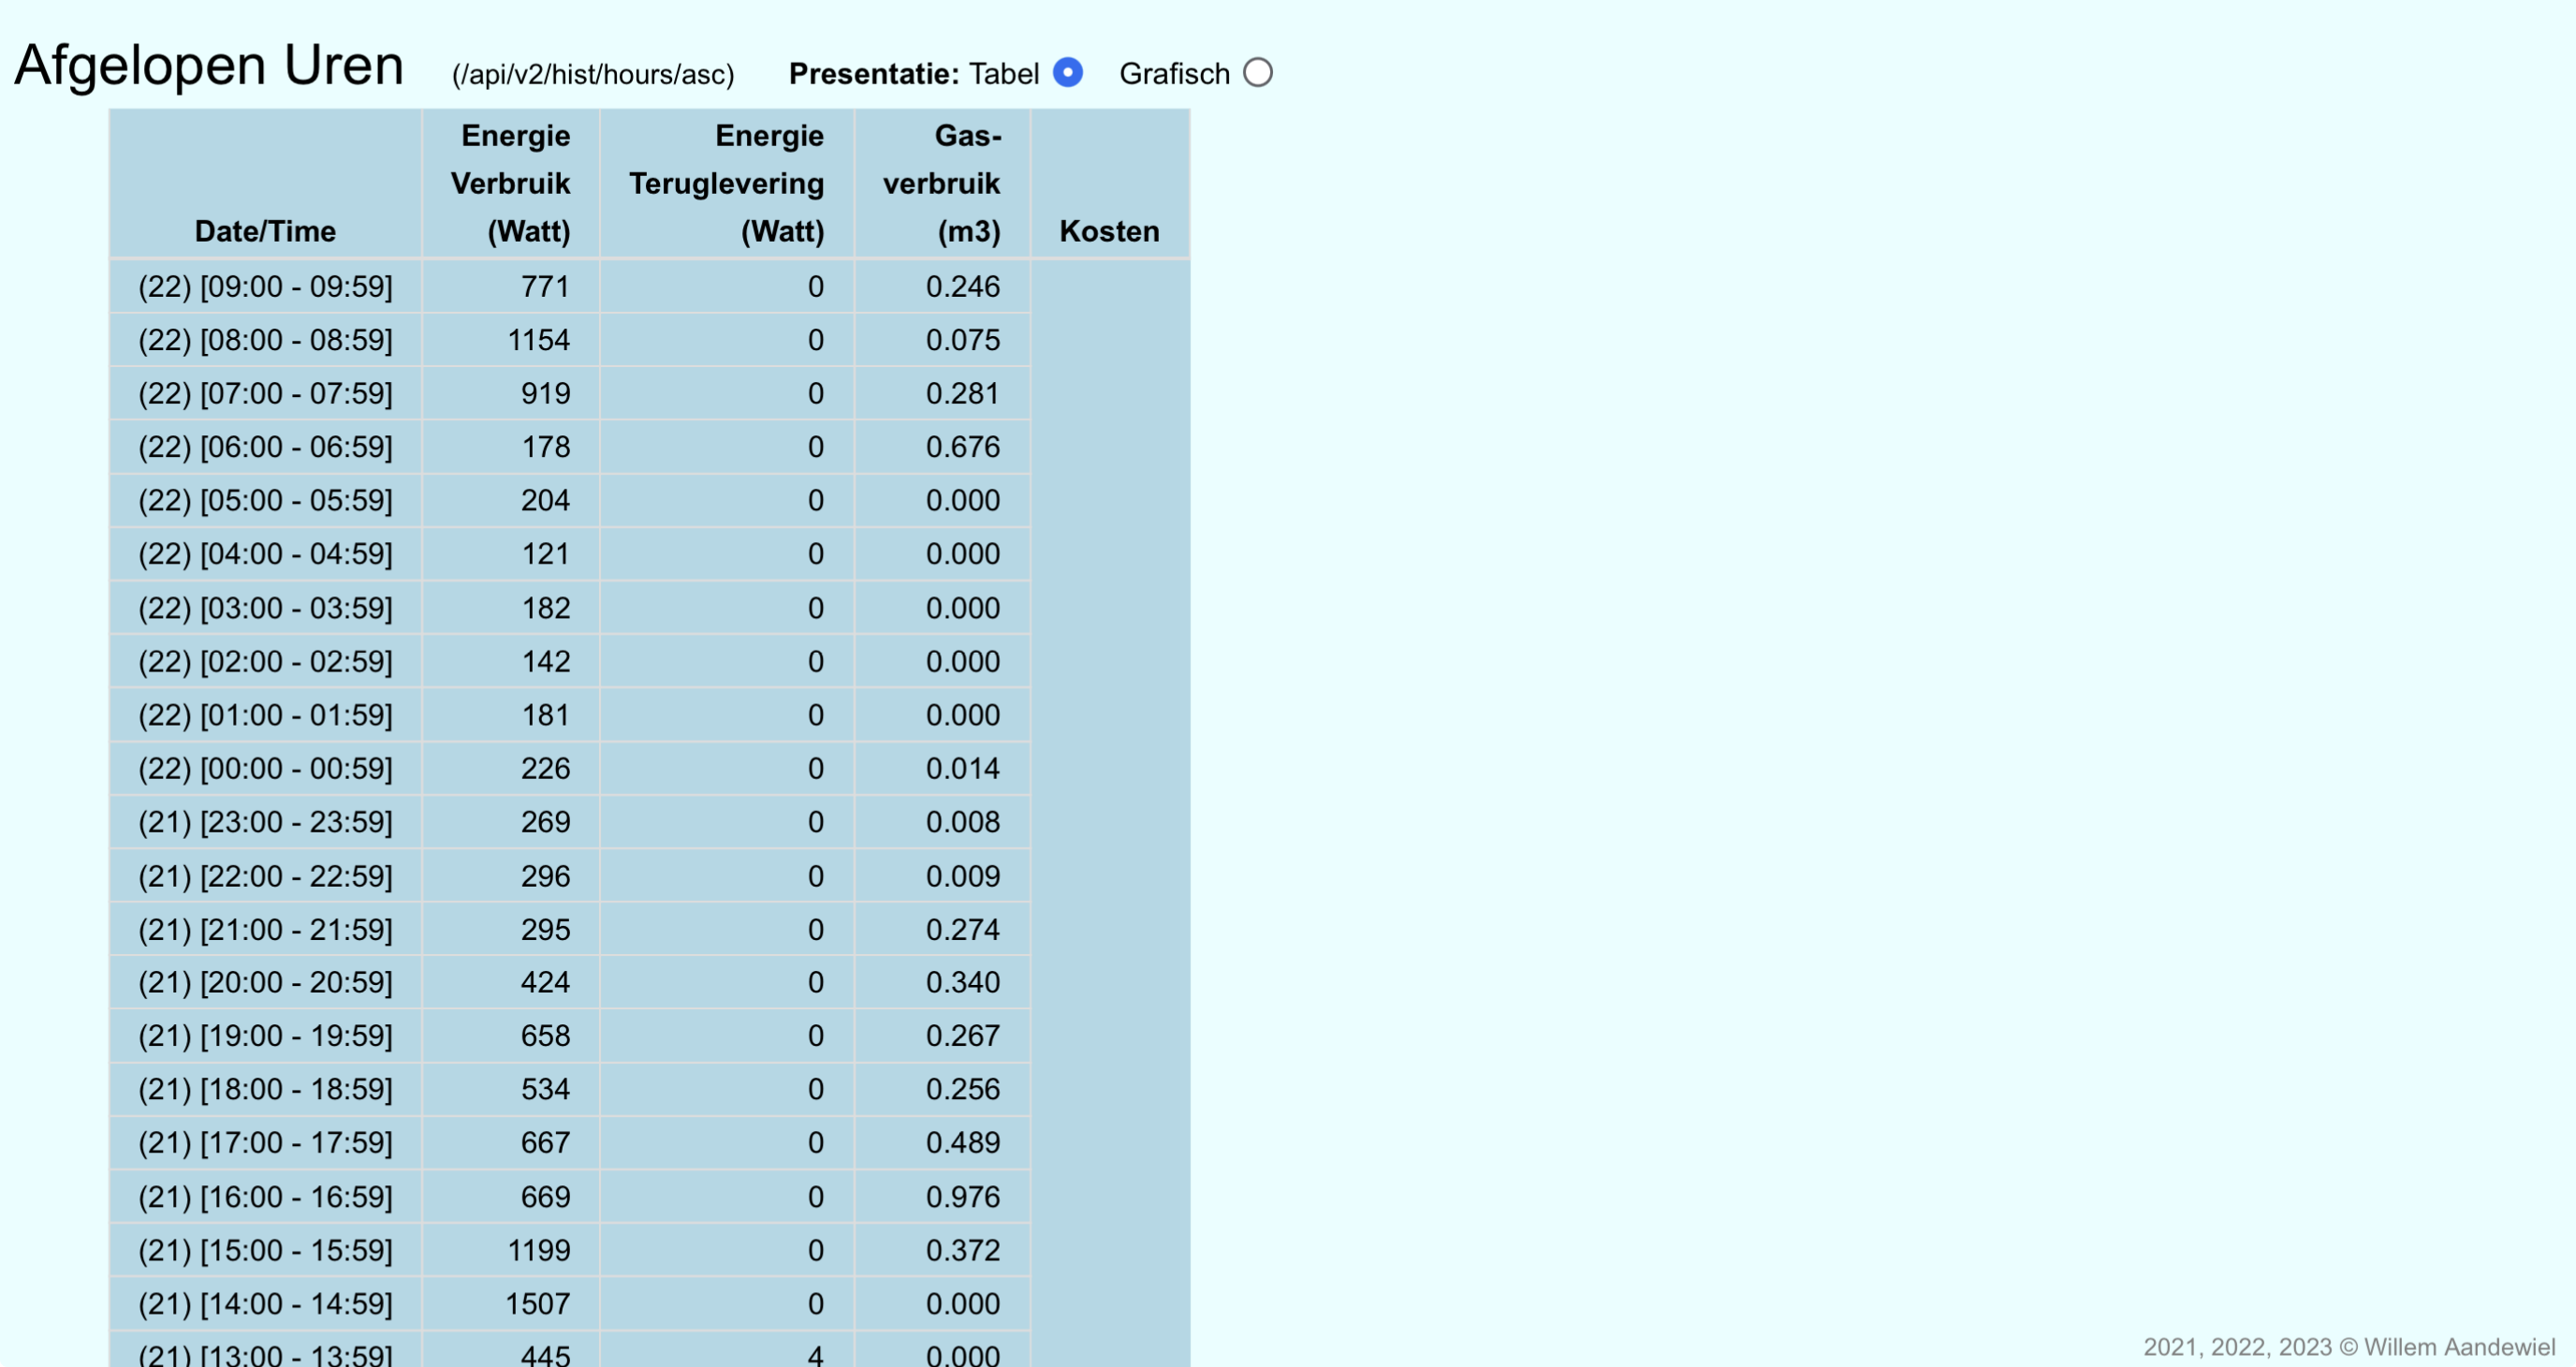 Afgelopen Uren (/api/v2/hist/hours/asc) Presentatie: Tabel Grafisch
Date/Time Energie Verbruik (Watt) Energie Teruglevering (Watt) Gas-verbruik (m3) Kosten
(22) [09:00 - 09:59] 771 0 0.246
(22) [08:00 - 08:59] 1154 0 0.075
(22) [07:00 - 07:59] 919 0 0.281
(22) [06:00 - 06:59] 178 0 0.676
(22) [05:00 - 05:59] 204 0 0.000
(22) [04:00 - 04:59] 121 0 0.000
(22) [03:00 - 03:59] 182 0 0.000
(22) [02:00 - 02:59] 142 0 0.000
(22) [01:00 - 01:59] 181 0 0.000
(22) [00:00 - 00:59] 226 0 0.014
(21) [23:00 - 23:59] 269 0 0.008
(21) [22:00 - 22:59] 296 0 0.009
(21) [21:00 - 21:59] 295 0 0.274
(21) [20:00 - 20:59] 424 0 0.340
(21) [19:00 - 19:59] 658 0 0.267
(21) [18:00 - 18:59] 534 0 0.256
(21) [17:00 - 17:59] 667 0 0.489
(21) [16:00 - 16:59] 669 0 0.976
(21) [15:00 - 15:59] 1199 0 0.372
(21) [14:00 - 14:59] 1507 0 0.000
(21) [13:00 - 13:59] 445 4 0.000
2021, 2022, 2023 © Willem Aandewiel